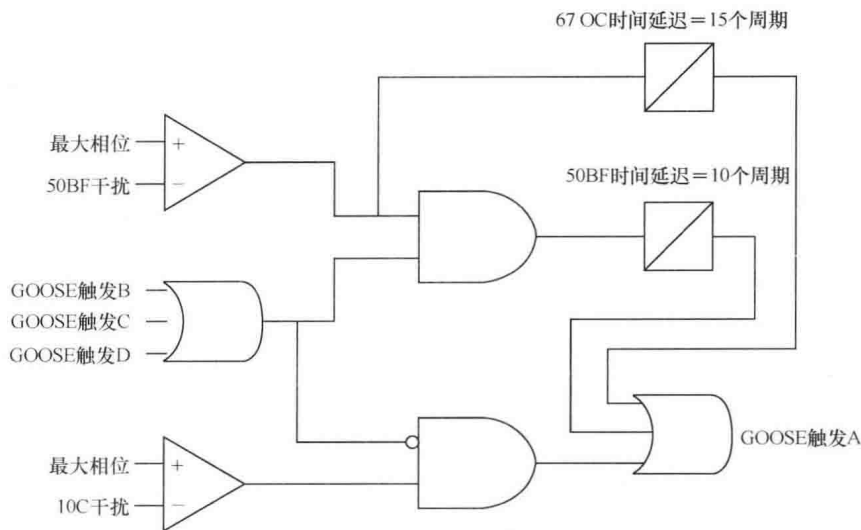 67 OC时间延迟=15个周期
最大相位
+
50BF干扰
−
50BF时间延迟=10个周期
GOOSE触发B
GOOSE触发C
GOOSE触发D
GOOSE触发A
最大相位
+
10C干扰
−